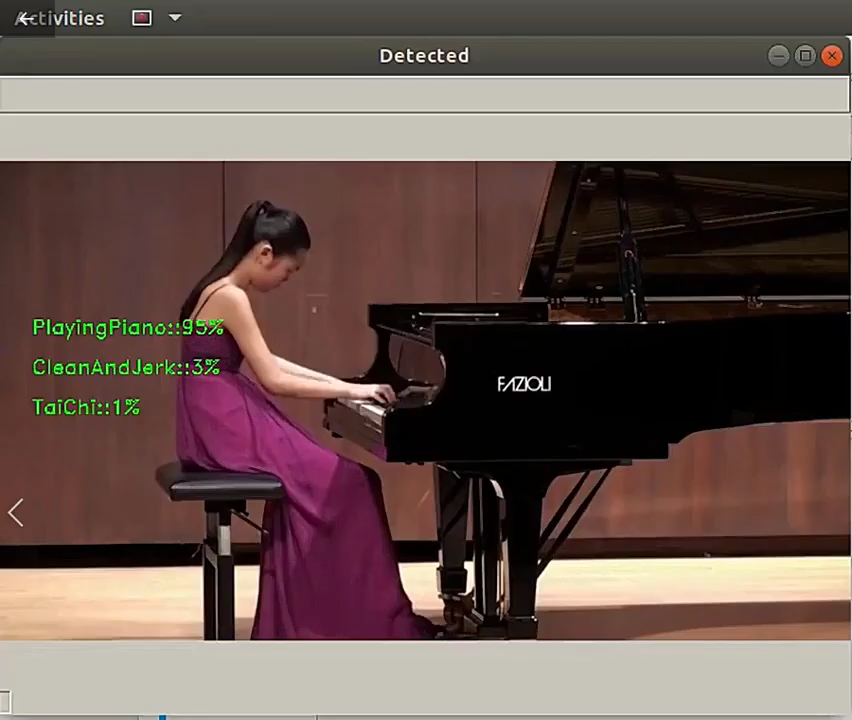 Activities
Detected
PlayingPiano::95%
CleanAndJerk::3%
TaiChi::1%
FAZIOLI